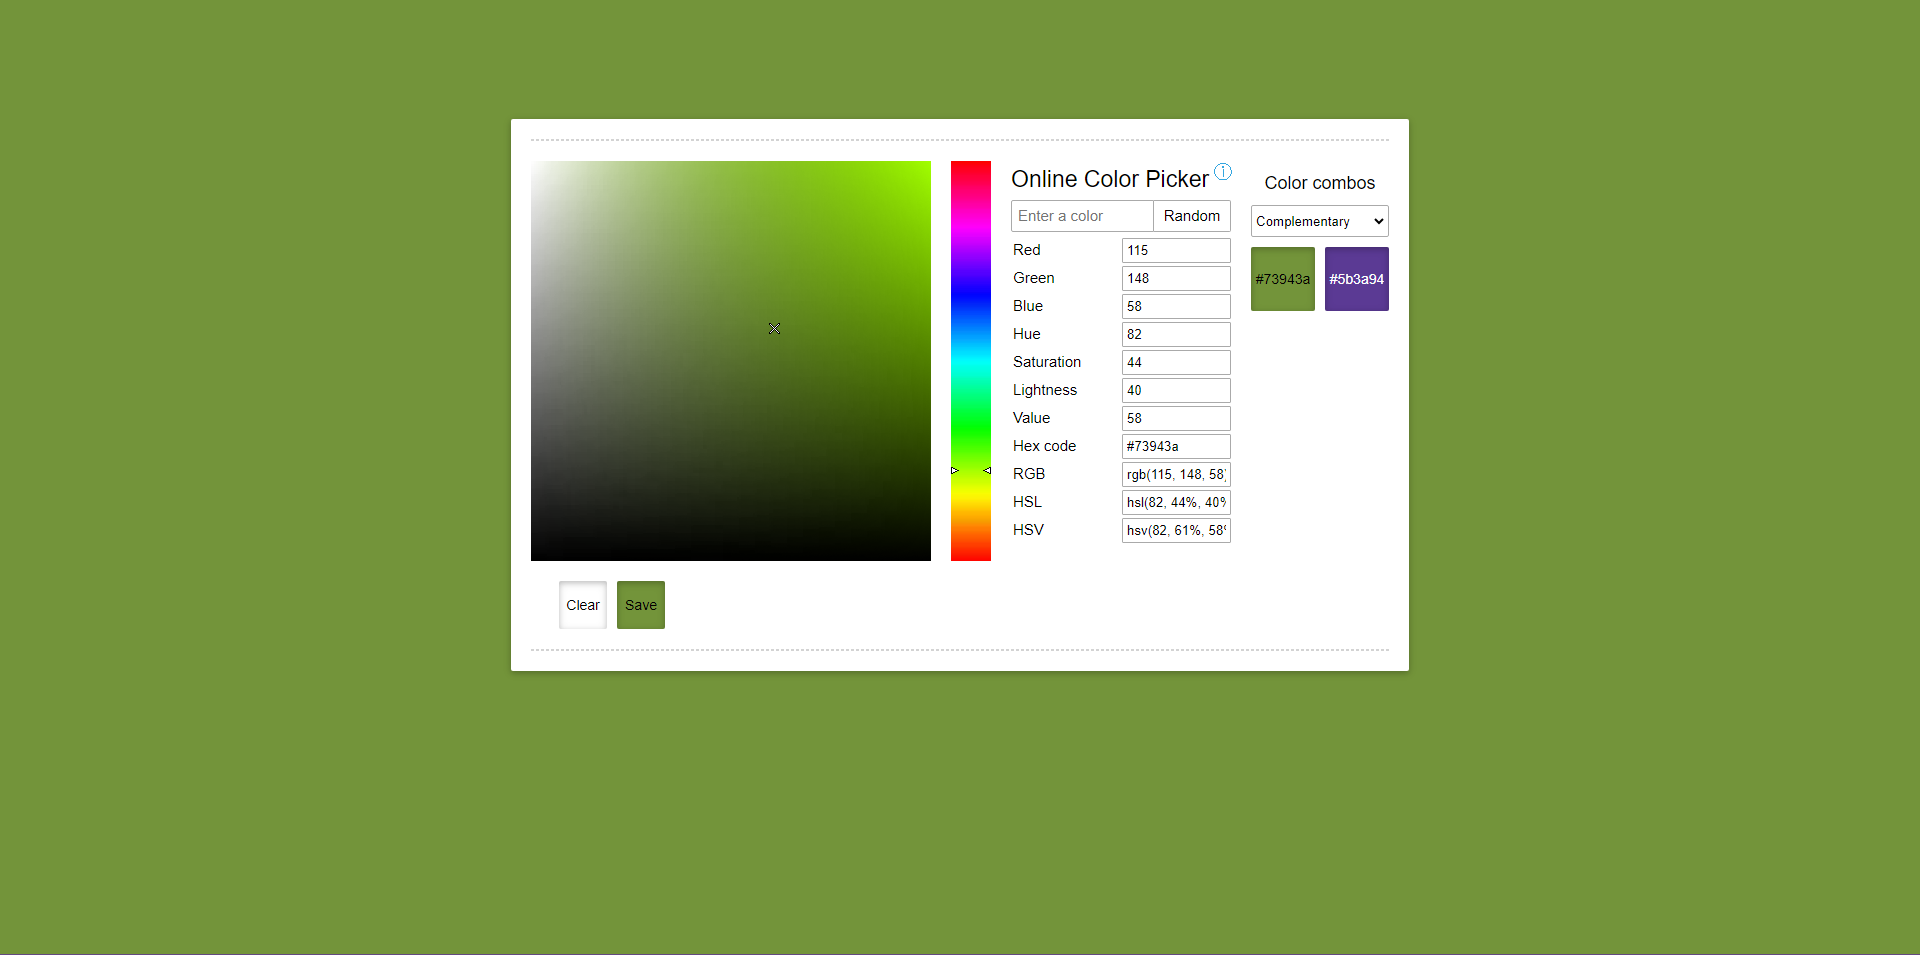 Online Color Picker
Enter a color
Random
Red 115
Green 148
Blue 58
Hue 82
Saturation 44
Lightness 40
Value 58
Hex code #73943a
RGB rgb(115, 148, 58)
HSL hsl(82, 44%, 40%
HSV hsv(82, 61%, 58%
Color combos
Complementary
#73943a
#5b3a94
Clear
Save